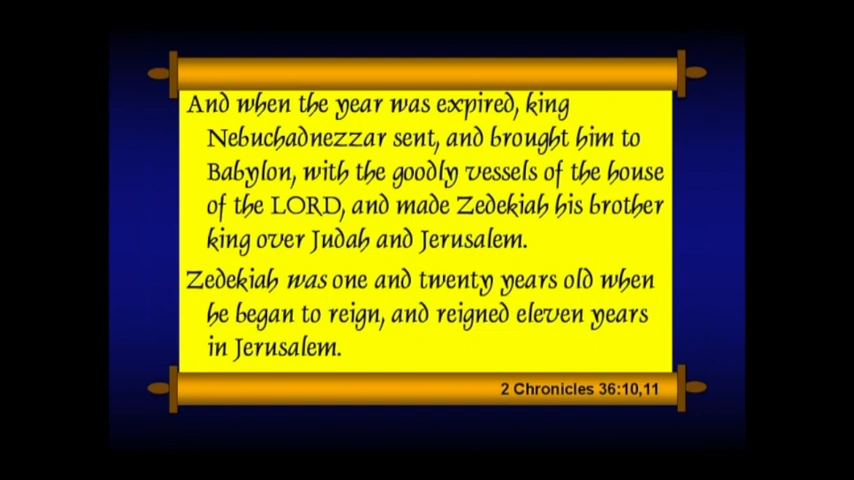 And when the year was expired, king
Nebuchadnezzar sent, and brought him to
Babylon, with the goodly vessels of the house
of the LORD, and made Zedekiah his brother
king over Judah and Jerusalem.
Zedekiah was one and twenty years old when
he began to reign, and reigned eleven years
in Jerusalem.
2 Chronicles 36:10,11